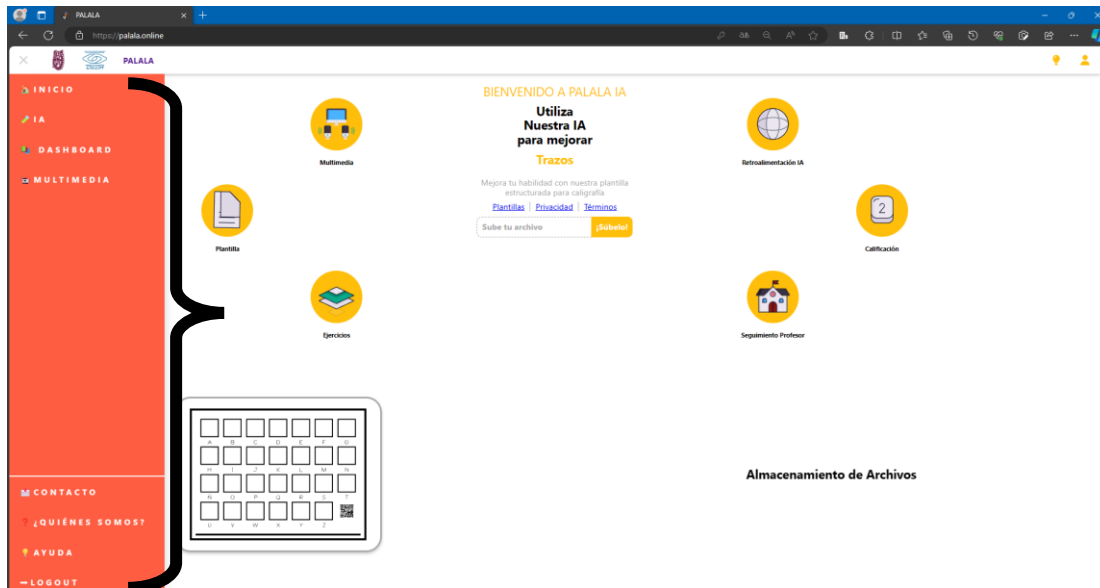 PALALA
https://palala.online
PALALA
INICIO
IA
DASHBOARD
MULTIMEDIA
CONTACTO
¿QUIÉNES SOMOS?
AYUDA
LOGOUT
BIENVENIDO A PALALA IA
Utiliza
Nuestra IA
para mejorar
Trazos
Mejora tu habilidad con nuestra plantilla
estructurada para caligrafía
Plantillas | Privacidad | Términos
Sube tu archivo ¡Súbelo!
Multimedia
Retroalimentación IA
Plantilla
2
Calificación
Ejercicios
Seguimiento Profesor
A B C D E F G
H I J K L M N
Ñ O P Q R S T
U V W X Y Z
Almacenamiento de Archivos